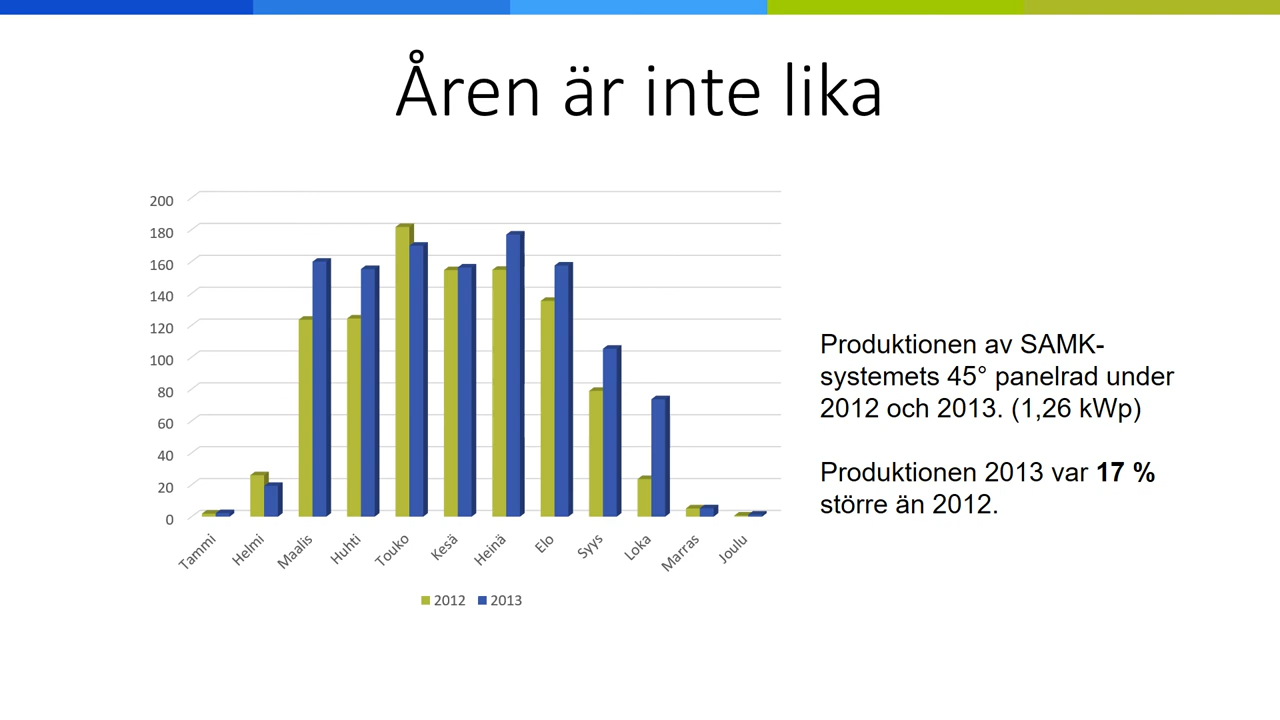 Åren är inte lika
200
180
160
140
120
100
80
60
40
20
0
Tammi
Helmi
Maalis
Huhti
Touko
Kesä
Heinä
Elo
Syys
Loka
Marras
Joulu
2012
2013
Produktionen av SAMK-
systemets 45° panelrad under
2012 och 2013. (1,26 kWp)
Produktionen 2013 var 17 %
större än 2012.